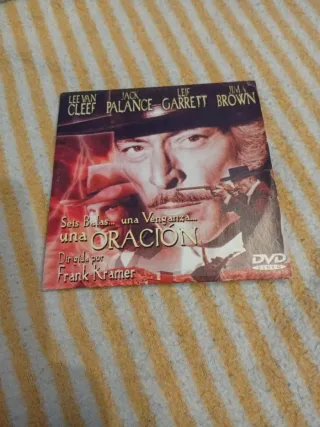 LEE VAN CLEEF
JACK PALANCE
LEIF GARRETT
JIM BROWN
Seis Balas... una Venganza...
una ORACIÓN
Dirigida por
Frank Kramer
DVD
VIDEO